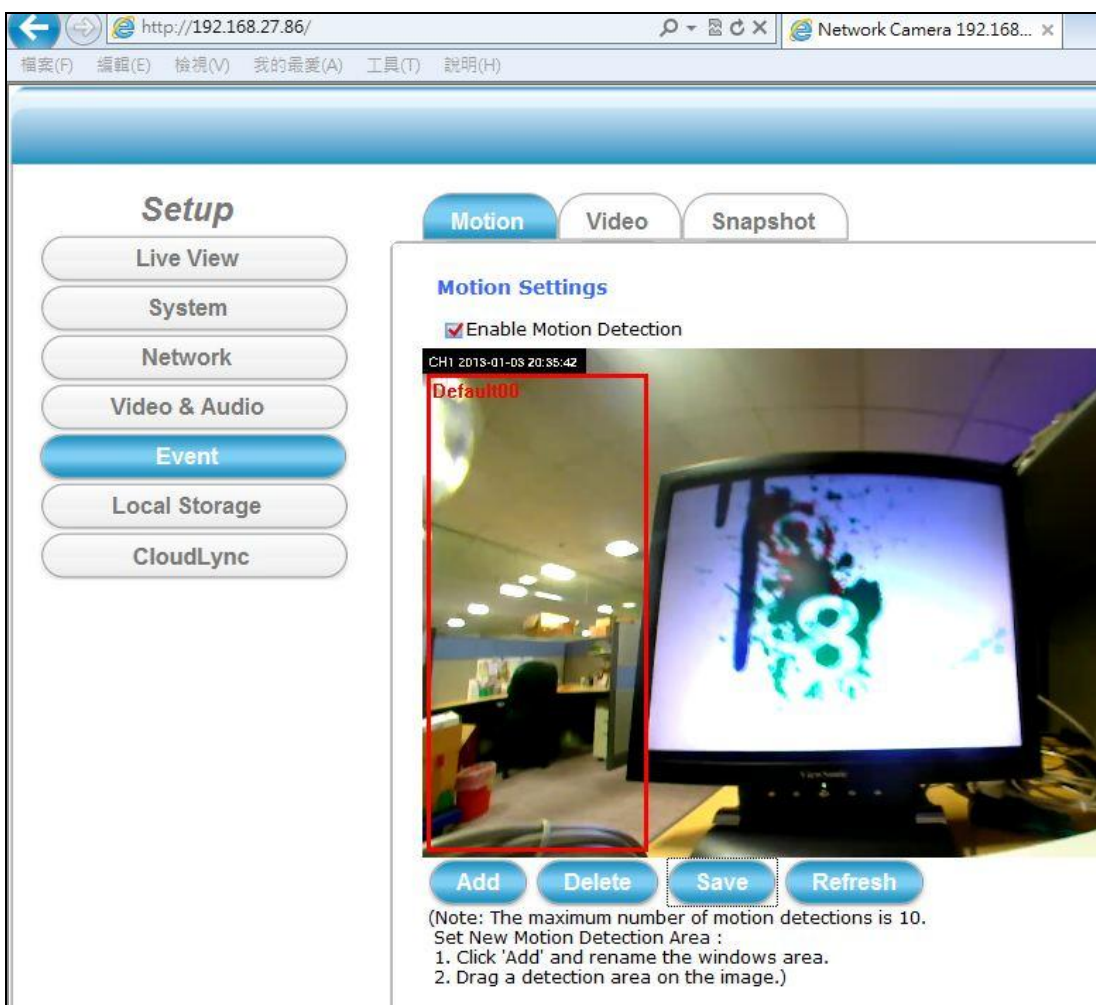 http://192.168.27.86/
Network Camera 192.168...
檔案(F) 編輯(E) 檢視(V) 我的最愛(A) 工具(T) 說明(H)
Setup
Live View
System
Network
Video & Audio
Event
Local Storage
CloudLync
Motion Video Snapshot
Motion Settings
Enable Motion Detection
CH1 2013-01-03 20:35:42
Default00
8
ViewSonic
Add Delete Save Refresh
(Note: The maximum number of motion detections is 10.
Set New Motion Detection Area :
1. Click 'Add' and rename the windows area.
2. Drag a detection area on the image.)